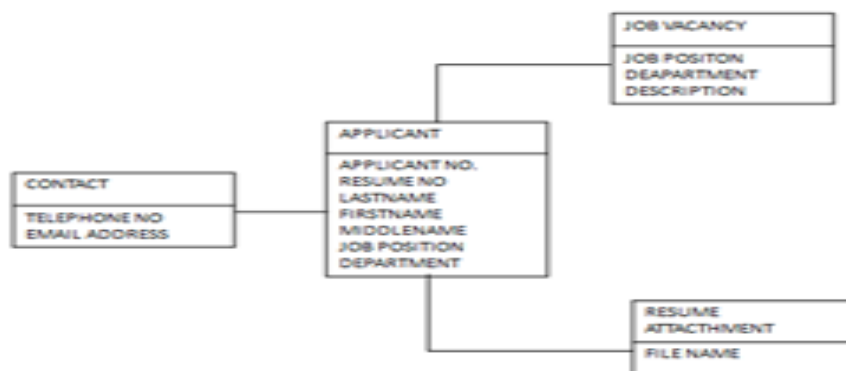 JOB VACANCY
JOB POSITON
DEAPARTMENT
DESCRIPTION
APPLICANT
APPLICANT NO.
RESUME NO
LASTNAME
FIRSTNAME
MIDDLENAME
JOB POSITION
DEPARTMENT
CONTACT
TELEPHONE NO
EMAIL ADDRESS
RESUME
ATTACTHMENT
FILE NAME